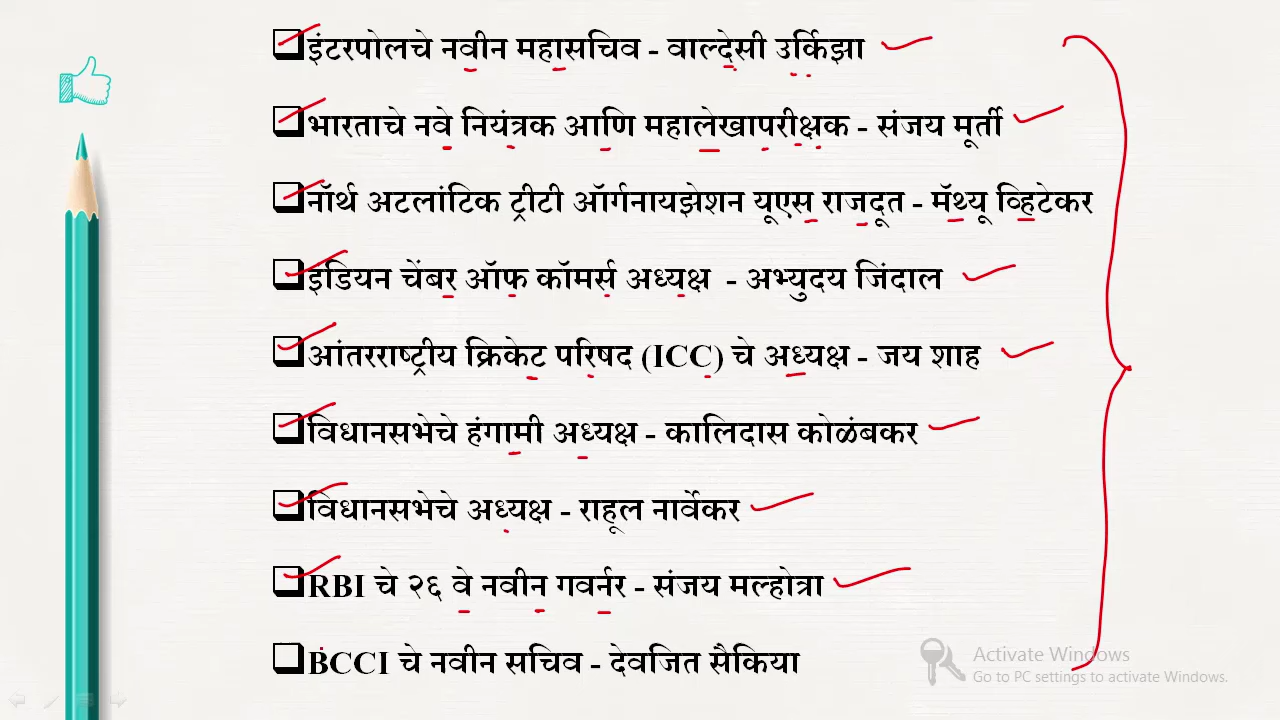 इंटरपोलचे नवीन महासचिव - वाल्देसी उर्किझा
भारताचे नवे नियंत्रक आणि महालेखापरीक्षक - संजय मूर्ती
नॉर्थ अटलांटिक ट्रीटी ऑर्गनायझेशन यूएस राजदूत - मॅथ्यू व्हिटेकर
इंडियन चेंबर ऑफ कॉमर्स अध्यक्ष - अभ्युदय जिंदाल
आंतरराष्ट्रीय क्रिकेट परिषद (ICC) चे अध्यक्ष - जय शाह
विधानसभेचे हंगामी अध्यक्ष - कालिदास कोळंबकर
विधानसभेचे अध्यक्ष - राहूल नार्वेकर
RBI चे २६ वे नवीन गवर्नर - संजय मल्होत्रा
BCCI चे नवीन सचिव - देवजित सैकिया
Activate Windows
Go to PC settings to activate Windows.